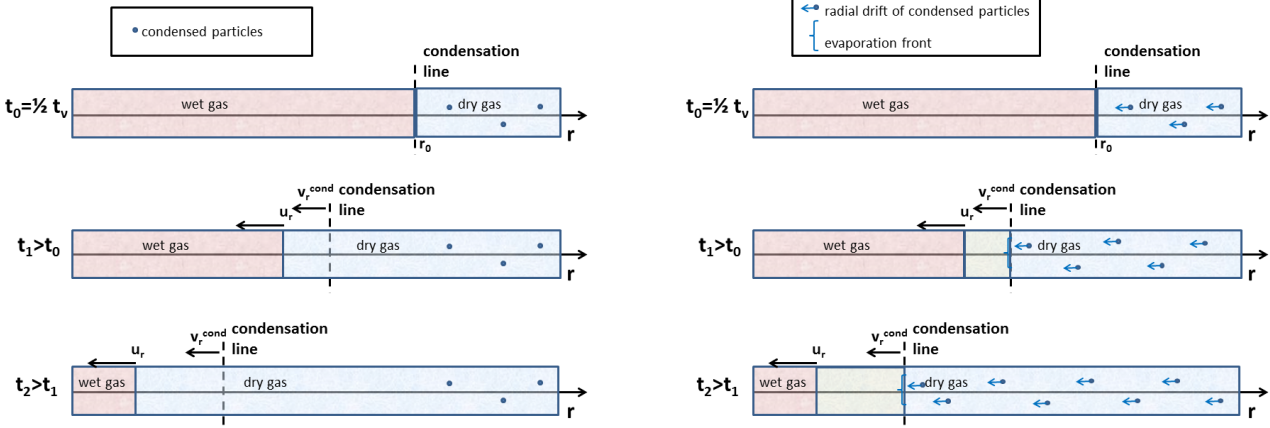 condensed particles
condensation
line
t₀=½ tᵥ
wet gas
dry gas
r₀
r
vᵣᶜᵒⁿᵈ condensation
uᵣ line
t₁>t₀
wet gas
dry gas
r
vᵣᶜᵒⁿᵈ condensation
uᵣ line
t₂>t₁
wet gas
dry gas
r
radial drift of condensed particles
evaporation front
condensation
line
t₀=½ tᵥ
wet gas
dry gas
r₀
r
vᵣᶜᵒⁿᵈ condensation
uᵣ line
t₁>t₀
wet gas
dry gas
r
vᵣᶜᵒⁿᵈ condensation
uᵣ line
t₂>t₁
wet gas
dry gas
r